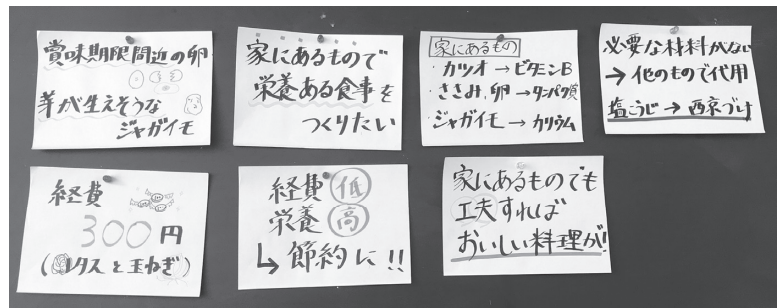 賞味期限間近の卵
芽が生えそうな
ジャガイモ
家にあるもので
栄養ある食事を
つくりたい
家にあるもの
・カツオ→ビタミンB
・ささみ、卵→タンパク質
・ジャガイモ→カリウム
必要な材料がない
→他のもので代用
塩こうじ→西京づけ
経費
300円
(レタスと玉ねぎ)
経費 低
栄養 高
↳節約に!!
家にあるものでも
工夫すれば
おいしい料理が!